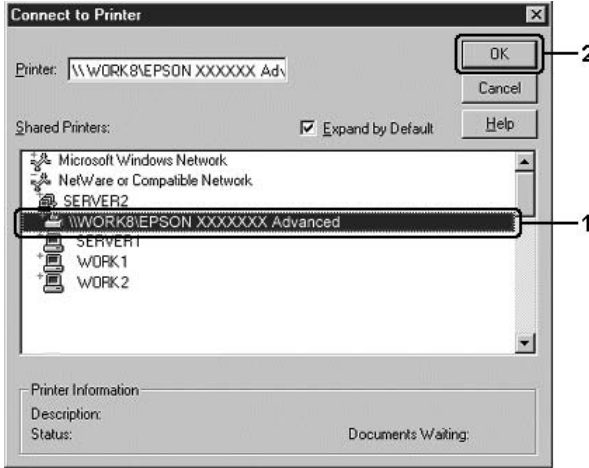 Connect to Printer
Printer: \\WORK8\EPSON XXXXXX Adv
OK
2
Cancel
Shared Printers:
Expand by Default
Help
Microsoft Windows Network
NetWare or Compatible Network
SERVER2
\\WORK8\EPSON XXXXXXX Advanced
1
SERVER1
WORK1
WORK2
Printer Information
Description:
Status:
Documents Waiting: